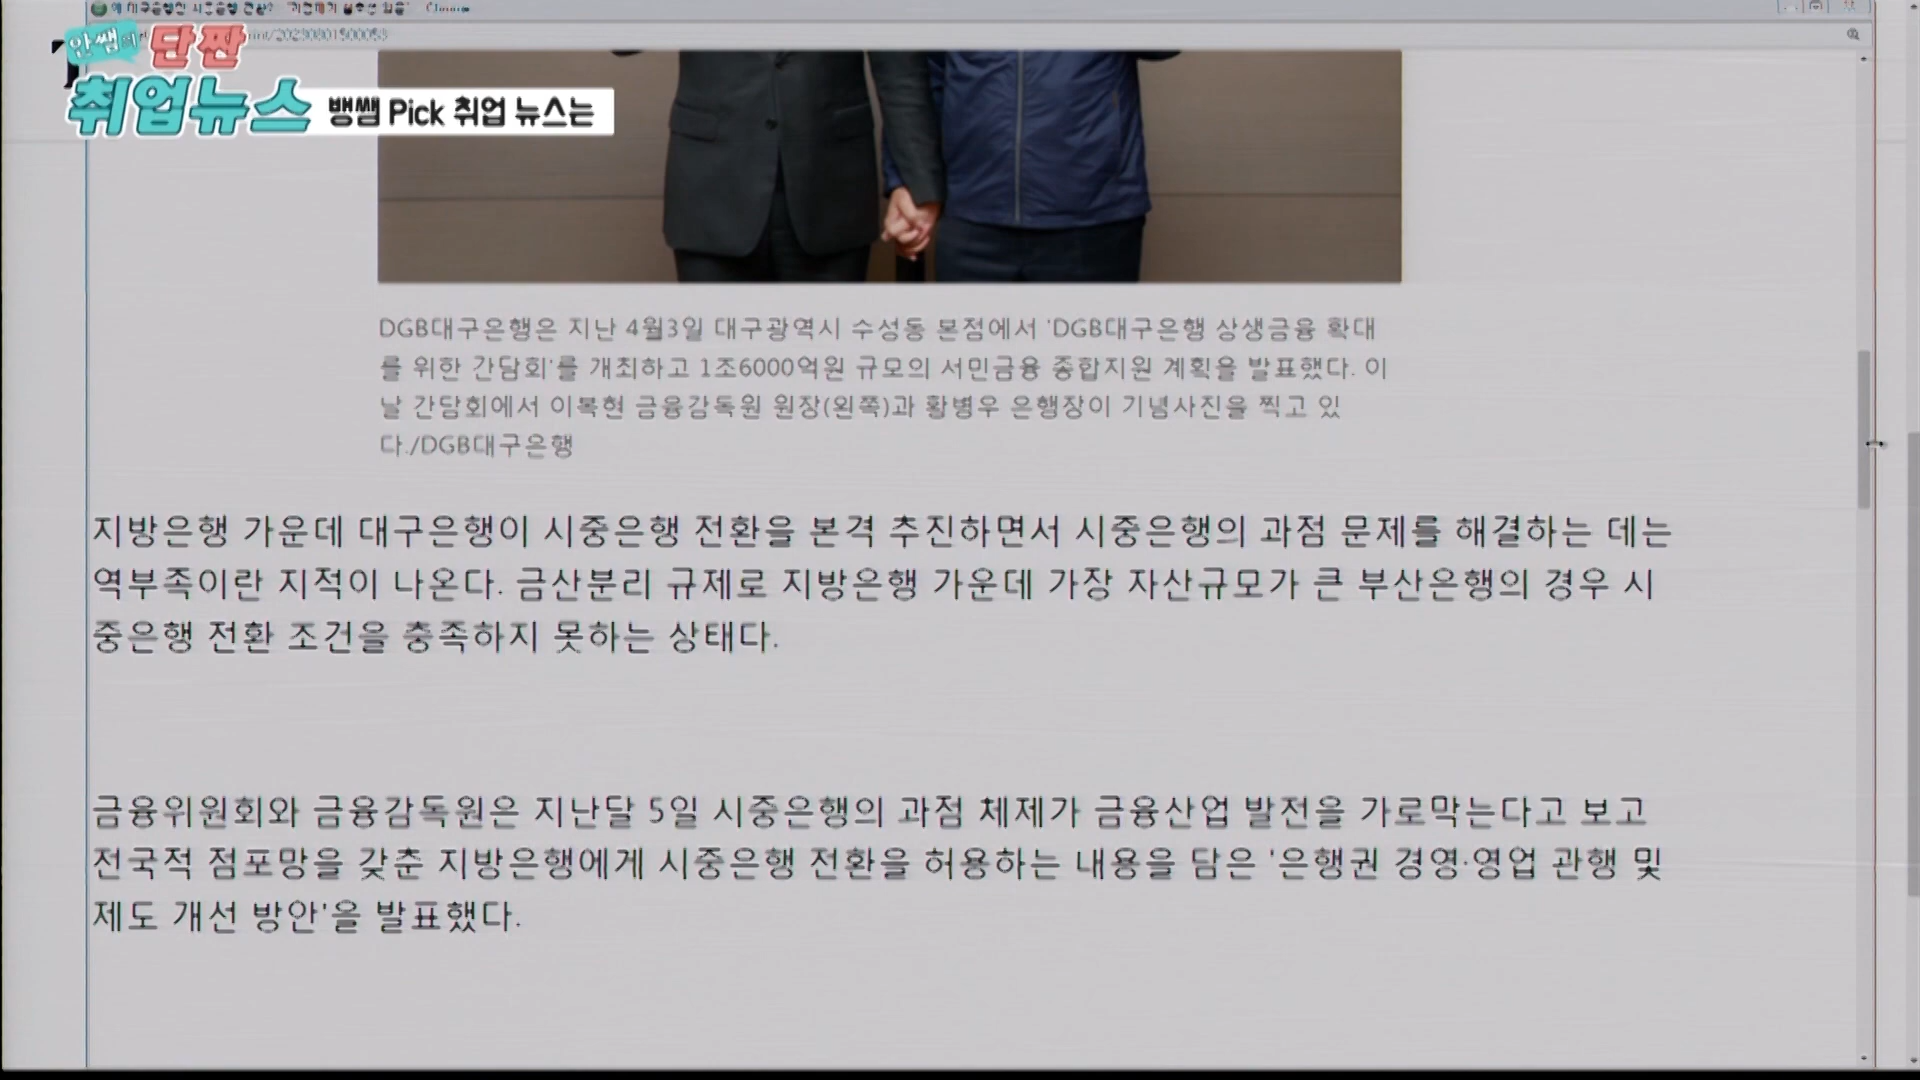 안쌤의 단판
취업뉴스 뱅쌤 Pick 취업 뉴스는
DGB대구은행은 지난 4월3일 대구광역시 수성동 본점에서 'DGB대구은행 상생금융 확대
를 위한 간담회'를 개최하고 1조6000억원 규모의 서민금융 종합지원 계획을 발표했다. 이
날 간담회에서 이복현 금융감독원 원장(왼쪽)과 황병우 은행장이 기념사진을 찍고 있
다./DGB대구은행
지방은행 가운데 대구은행이 시중은행 전환을 본격 추진하면서 시중은행의 과점 문제를 해결하는 데는
역부족이란 지적이 나온다. 금산분리 규제로 지방은행 가운데 가장 자산규모가 큰 부산은행의 경우 시
중은행 전환 조건을 충족하지 못하는 상태다.
금융위원회와 금융감독원은 지난달 5일 시중은행의 과점 체제가 금융산업 발전을 가로막는다고 보고
전국적 점포망을 갖춘 지방은행에게 시중은행 전환을 허용하는 내용을 담은 '은행권 경영·영업 관행 및
제도 개선 방안'을 발표했다.